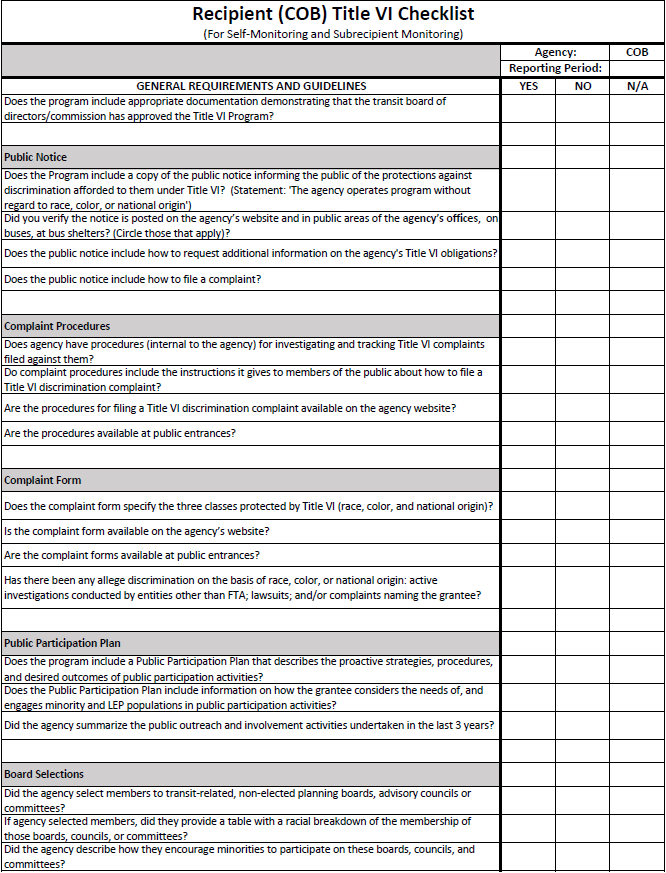 Recipient (COB) Title VI Checklist
(For Self-Monitoring and Subrecipient Monitoring)
Agency: COB
Reporting Period:
GENERAL REQUIREMENTS AND GUIDELINES YES NO N/A
Does the program include appropriate documentation demonstrating that the transit board of
directors/commission has approved the Title VI Program?
Public Notice
Does the Program include a copy of the public notice informing the public of the protections against
discrimination afforded to them under Title VI? (Statement: 'The agency operates program without
regard to race, color, or national origin')
Did you verify the notice is posted on the agency's website and in public areas of the agency's offices, on
buses, at bus shelters? (Circle those that apply)?
Does the public notice include how to request additional information on the agency's Title VI obligations?
Does the public notice include how to file a complaint?
Complaint Procedures
Does agency have procedures (internal to the agency) for investigating and tracking Title VI complaints
filed against them?
Do complaint procedures include the instructions it gives to members of the public about how to file a
Title VI discrimination complaint?
Are the procedures for filing a Title VI discrimination complaint available on the agency website?
Are the procedures available at public entrances?
Complaint Form
Does the complaint form specify the three classes protected by Title VI (race, color, and national origin)?
Is the complaint form available on the agency's website?
Are the complaint forms available at public entrances?
Has there been any allege discrimination on the basis of race, color, or national origin: active
investigations conducted by entities other than FTA; lawsuits; and/or complaints naming the grantee?
Public Participation Plan
Does the program include a Public Participation Plan that describes the proactive strategies, procedures,
and desired outcomes of public participation activities?
Does the Public Participation Plan include information on how the grantee considers the needs of, and
engages minority and LEP populations in public participation activities?
Did the agency summarize the public outreach and involvement activities undertaken in the last 3 years?
Board Selections
Did the agency select members to transit-related, non-elected planning boards, advisory councils or
committees?
If agency selected members, did they provide a table with a racial breakdown of the membership of
those boards, councils, or committees?
Did the agency describe how they encourage minorities to participate on these boards, councils, and
committees?